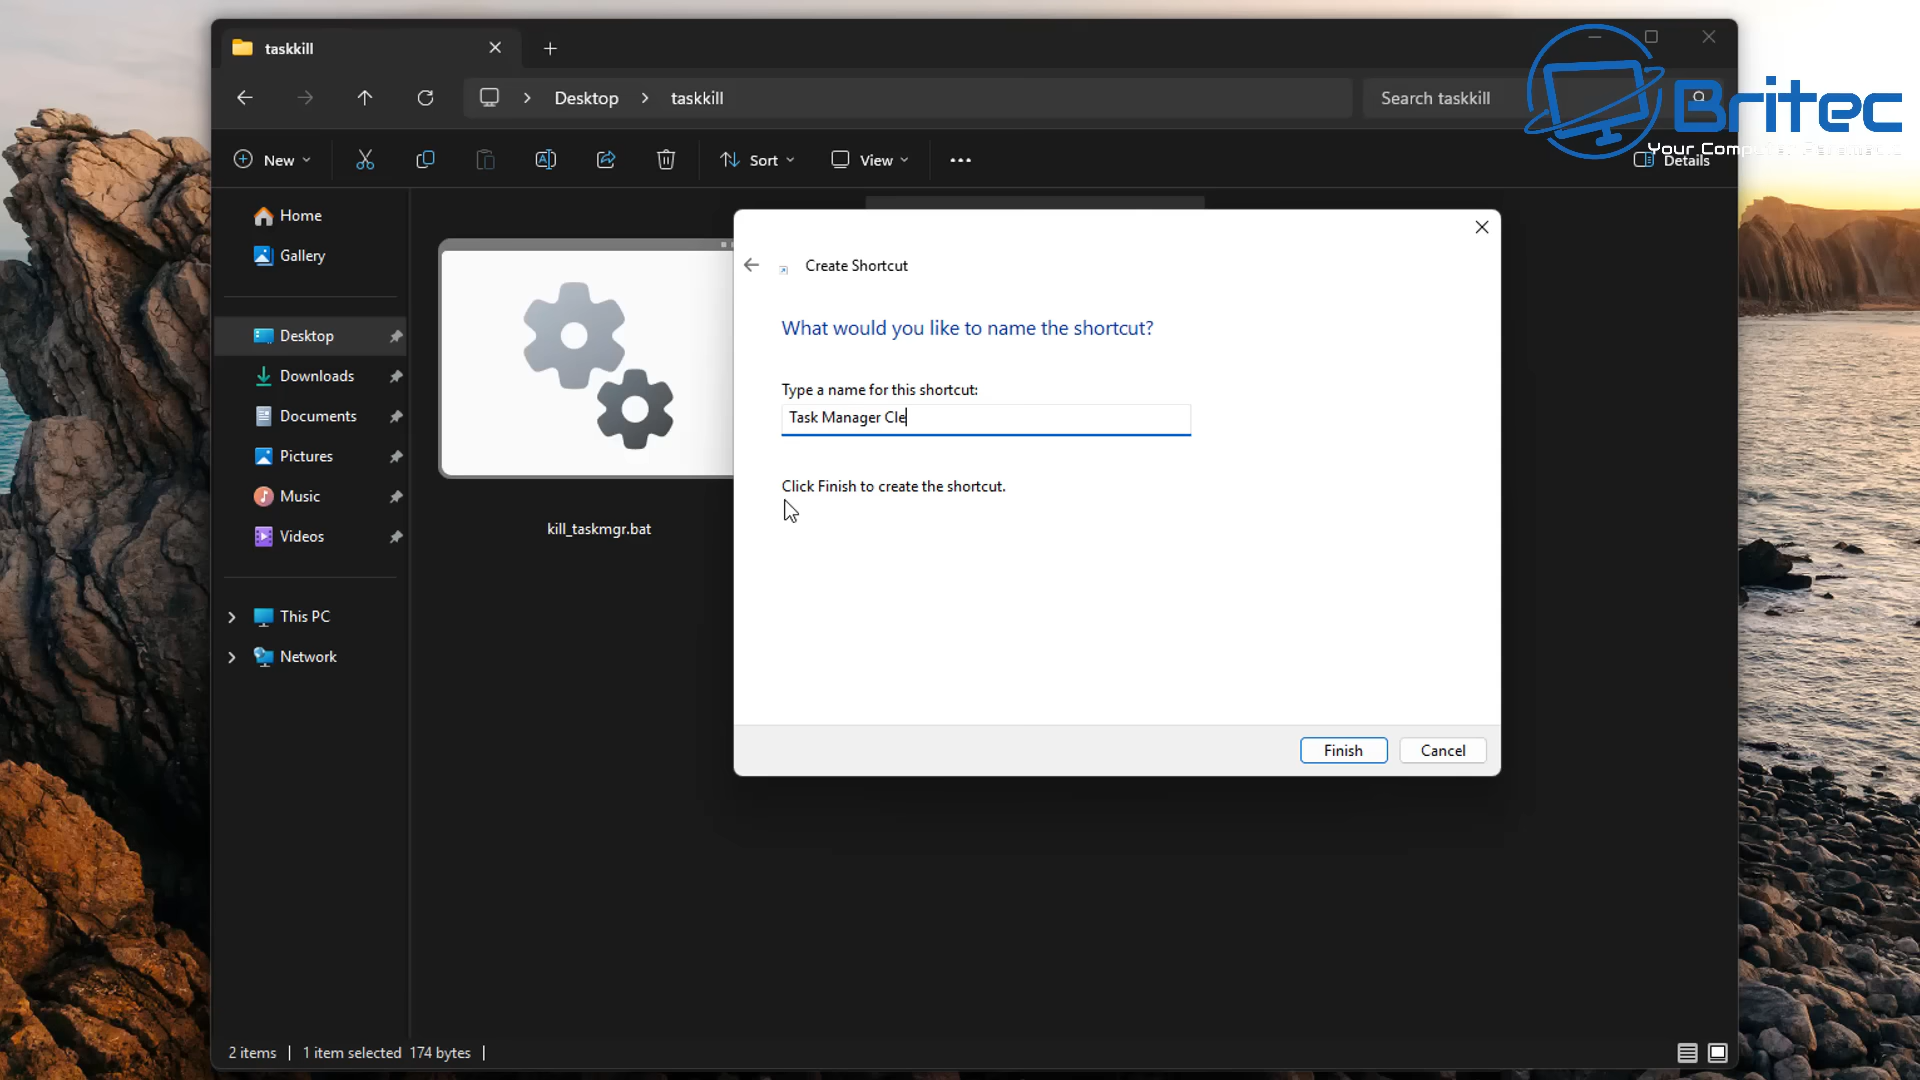 taskkill
Britec
Your Computer Paramedic
Desktop
taskkill
Search taskkill
New
Sort
View
Details
Home
Gallery
Desktop
Downloads
Documents
Pictures
Music
Videos
This PC
Network
kill_taskmgr.bat
Create Shortcut
What would you like to name the shortcut?
Type a name for this shortcut:
Task Manager Cle
Click Finish to create the shortcut.
Finish
Cancel
2 items
1 item selected 174 bytes